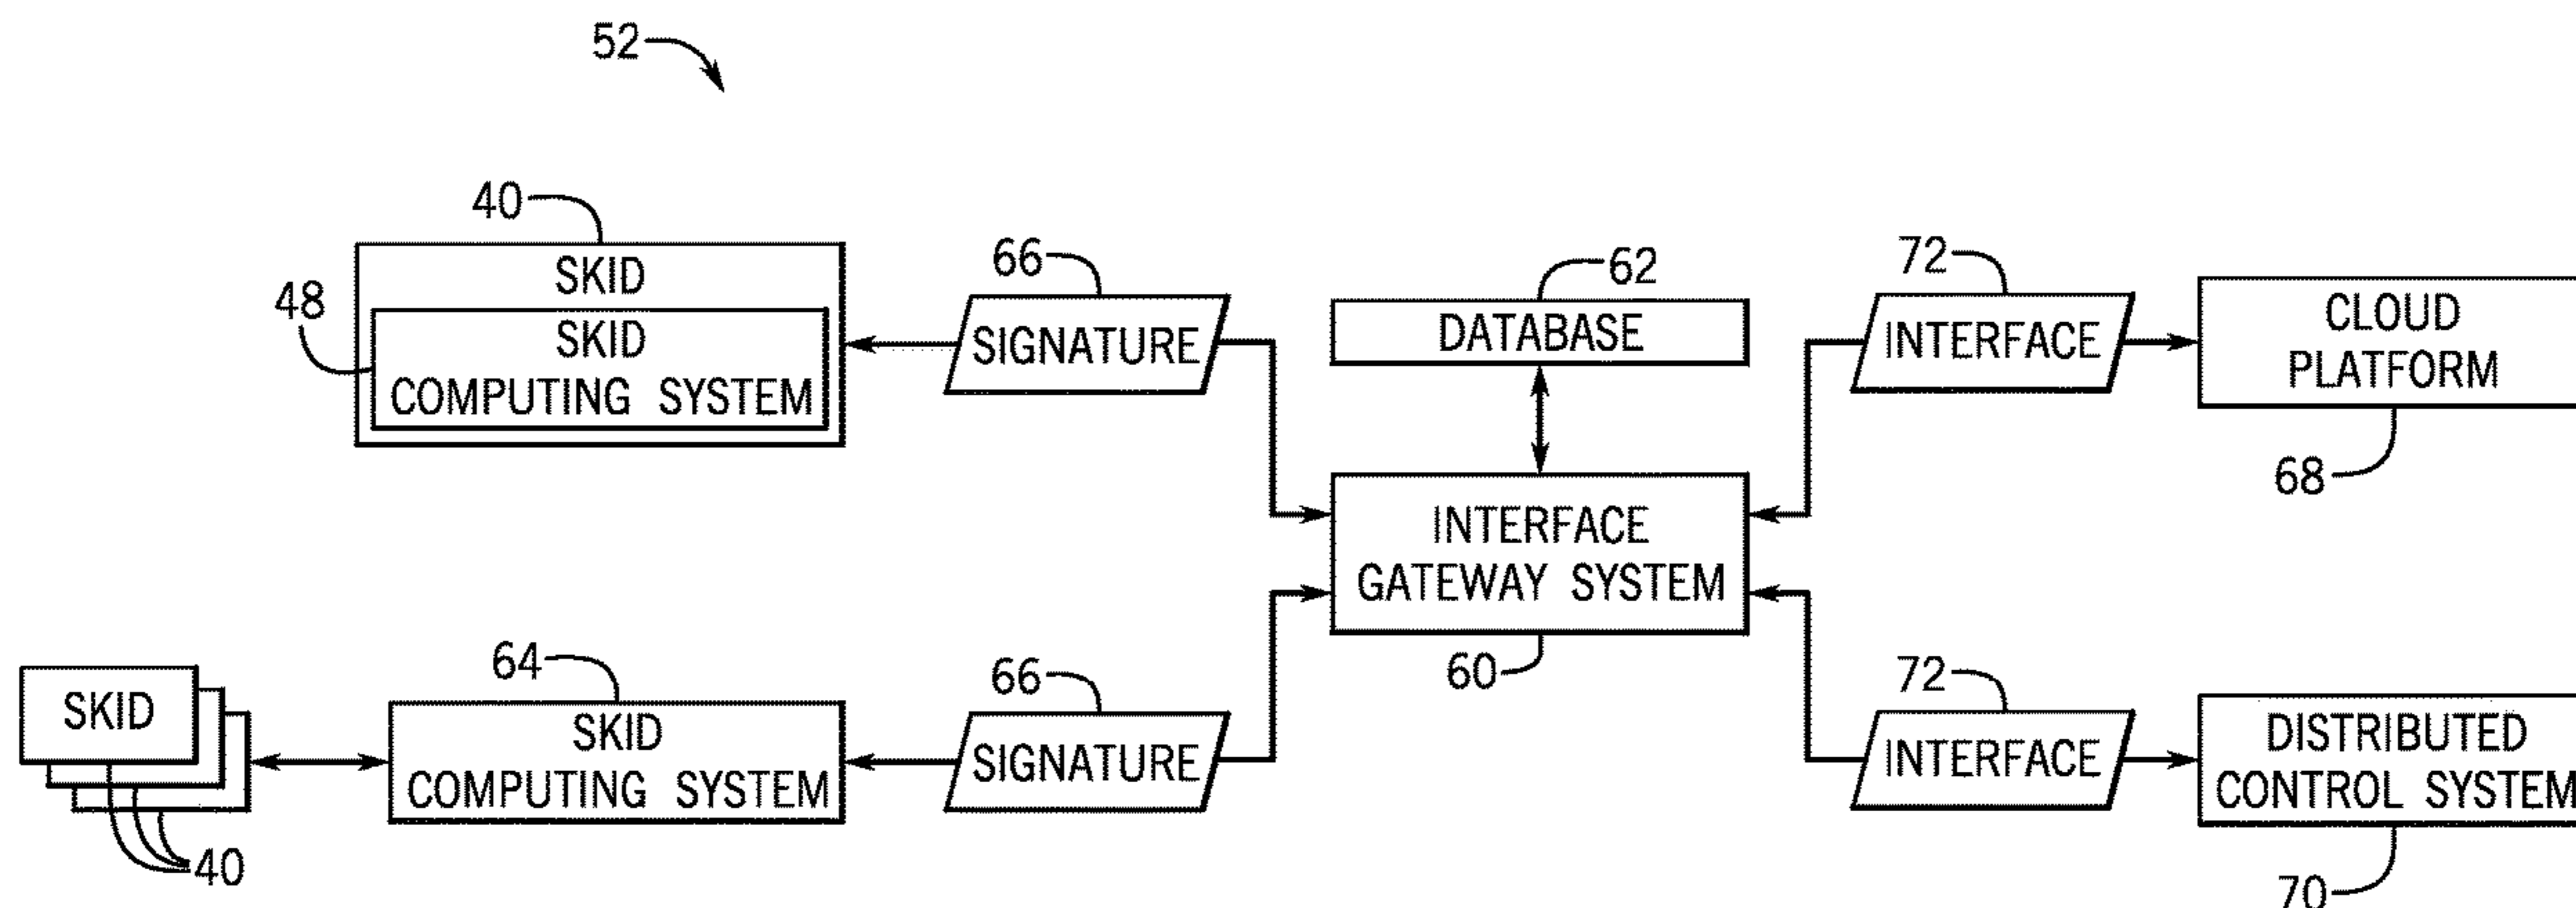 52
40
SKID
48
SKID
COMPUTING SYSTEM
66
SIGNATURE
62
DATABASE
72
INTERFACE
CLOUD
PLATFORM
68
INTERFACE
GATEWAY SYSTEM
60
SKID
40
64
SKID
COMPUTING SYSTEM
66
SIGNATURE
72
INTERFACE
DISTRIBUTED
CONTROL SYSTEM
70